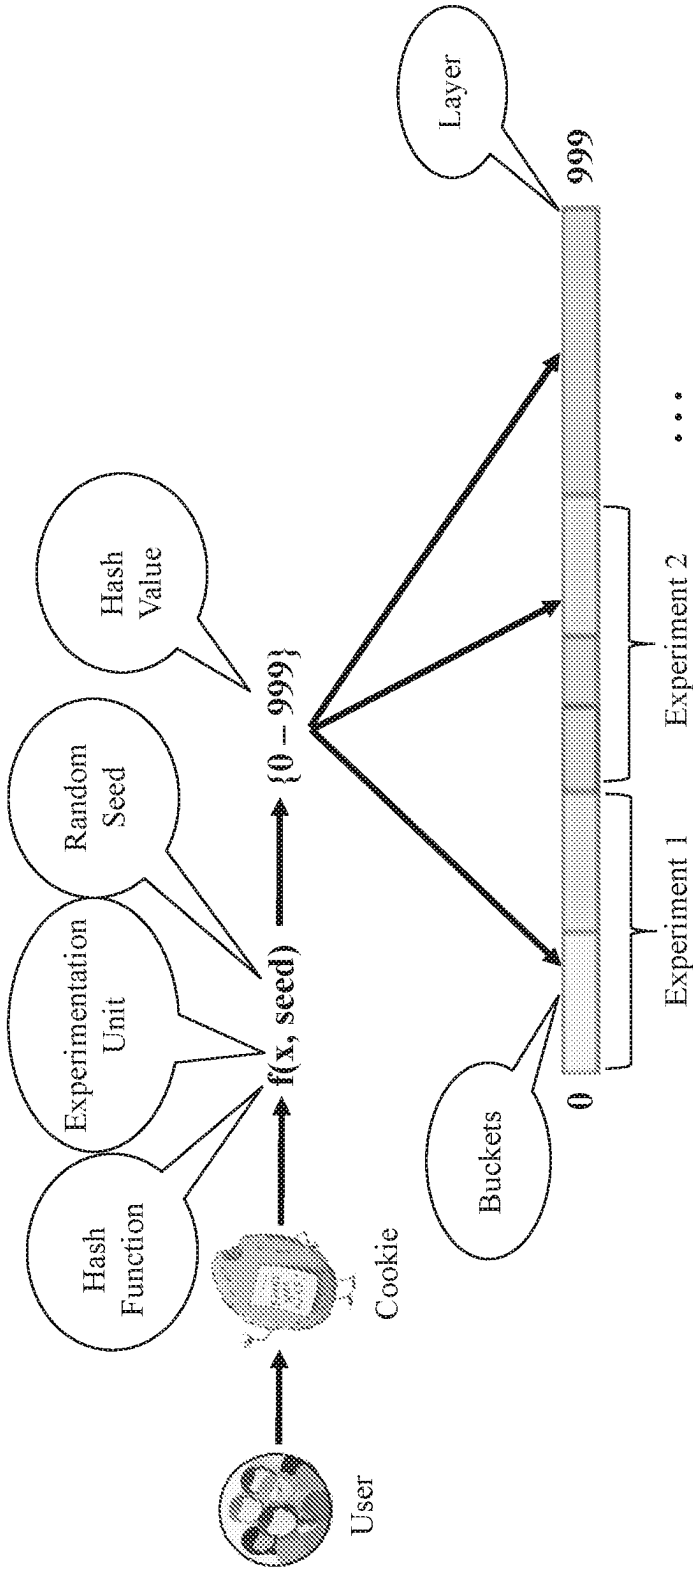 Hash
Function
Experimentation
Unit
Random
Seed
Hash
Value
User
Cookie
f(x, seed)
{0 – 999}
Buckets
Layer
0
999
Experiment 1
Experiment 2
...